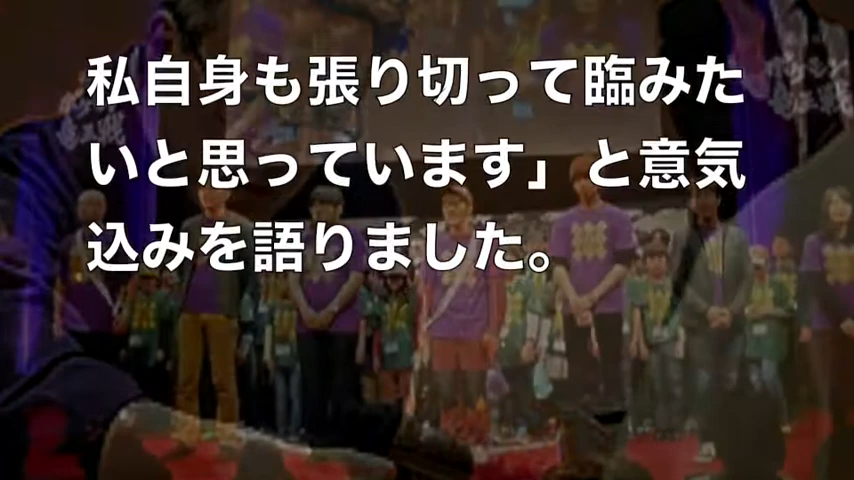 私自身も張り切って臨みた
いと思っています」と意気
込みを語りました。